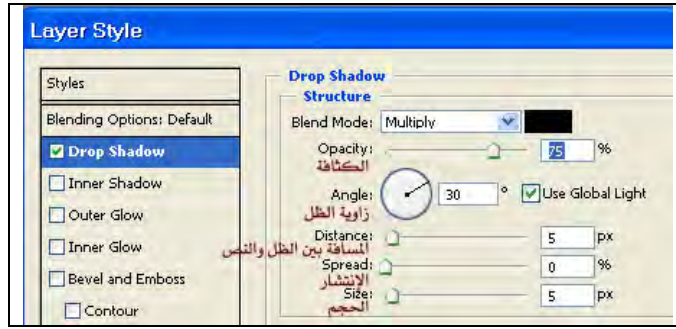 Layer Style
Styles
Blending Options: Default
Drop Shadow
Inner Shadow
Outer Glow
Inner Glow
Bevel and Emboss
Contour
Drop Shadow
Structure
Blend Mode: Multiply
Opacity: 75 %
الكثافة
Angle: 30 ° Use Global Light
زاوية الظل
Distance: 5 px
المسافة بين الظل والنص
Spread: 0 %
الانتشار
Size: 5 px
الحجم